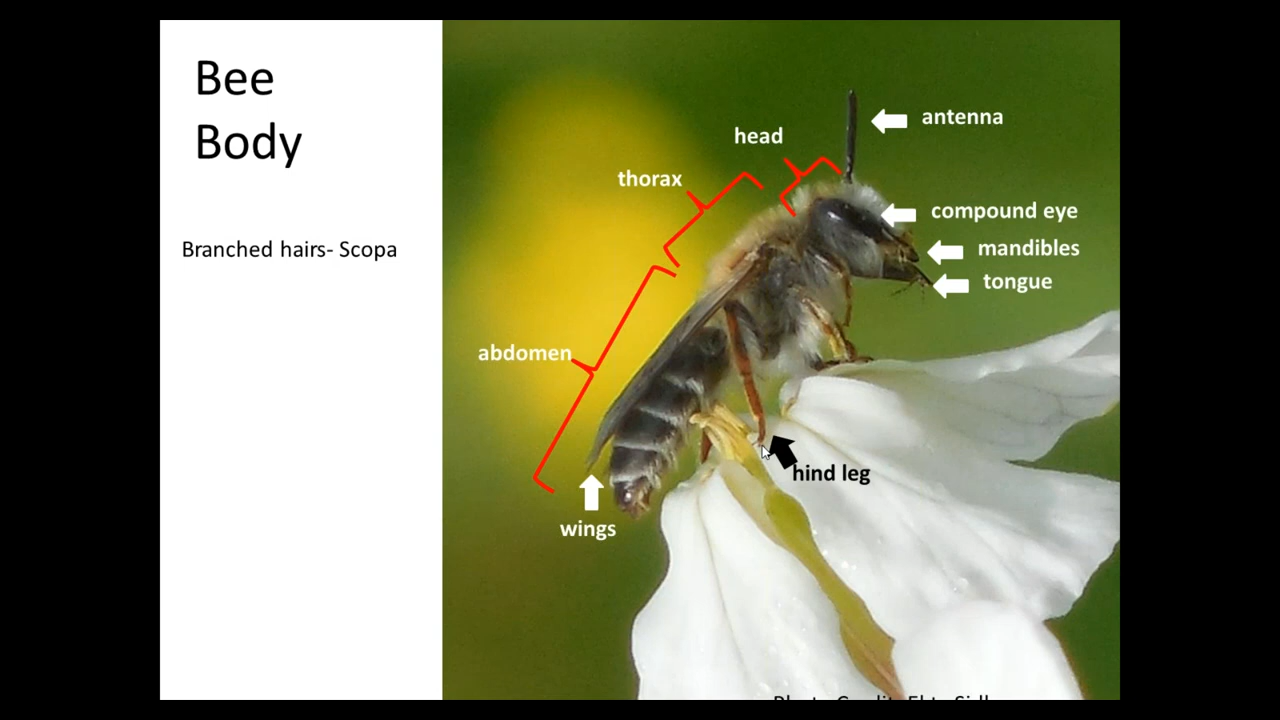 Bee
Body
Branched hairs- Scopa
antenna
head
thorax
compound eye
mandibles
tongue
abdomen
hind leg
wings